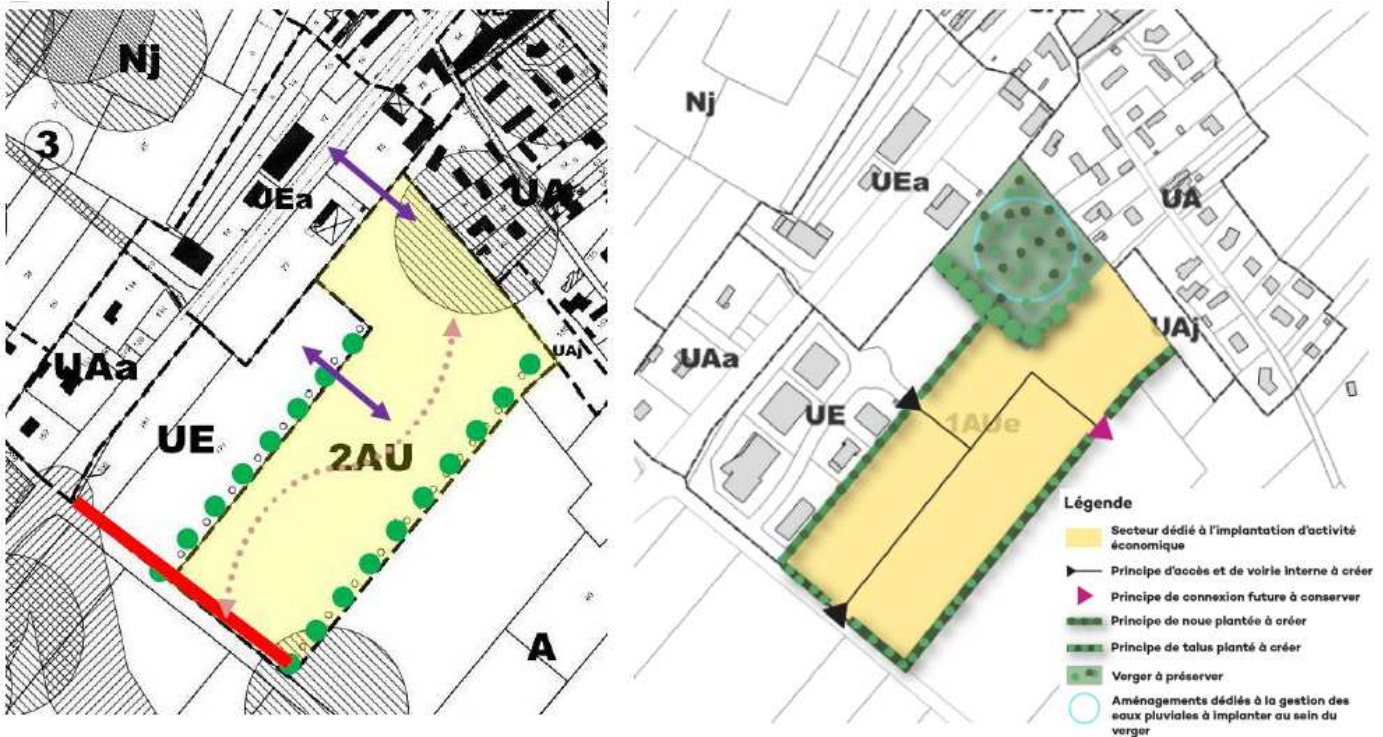 Nj
UEa
3
UEa
UA
UAa
UAj
UE
2AU
A
UAa
Nj
UEa
UA
UAj
UAa
UE
1AUe
Légende
Secteur dédié à l'implantation d'activité
économique
Principe d'accès et de voirie interne à créer
Principe de connexion future à conserver
Principe de noue plantée à créer
Principe de talus planté à créer
Verger à préserver
Aménagements dédiés à la gestion des
eaux pluviales à implanter au sein du
verger